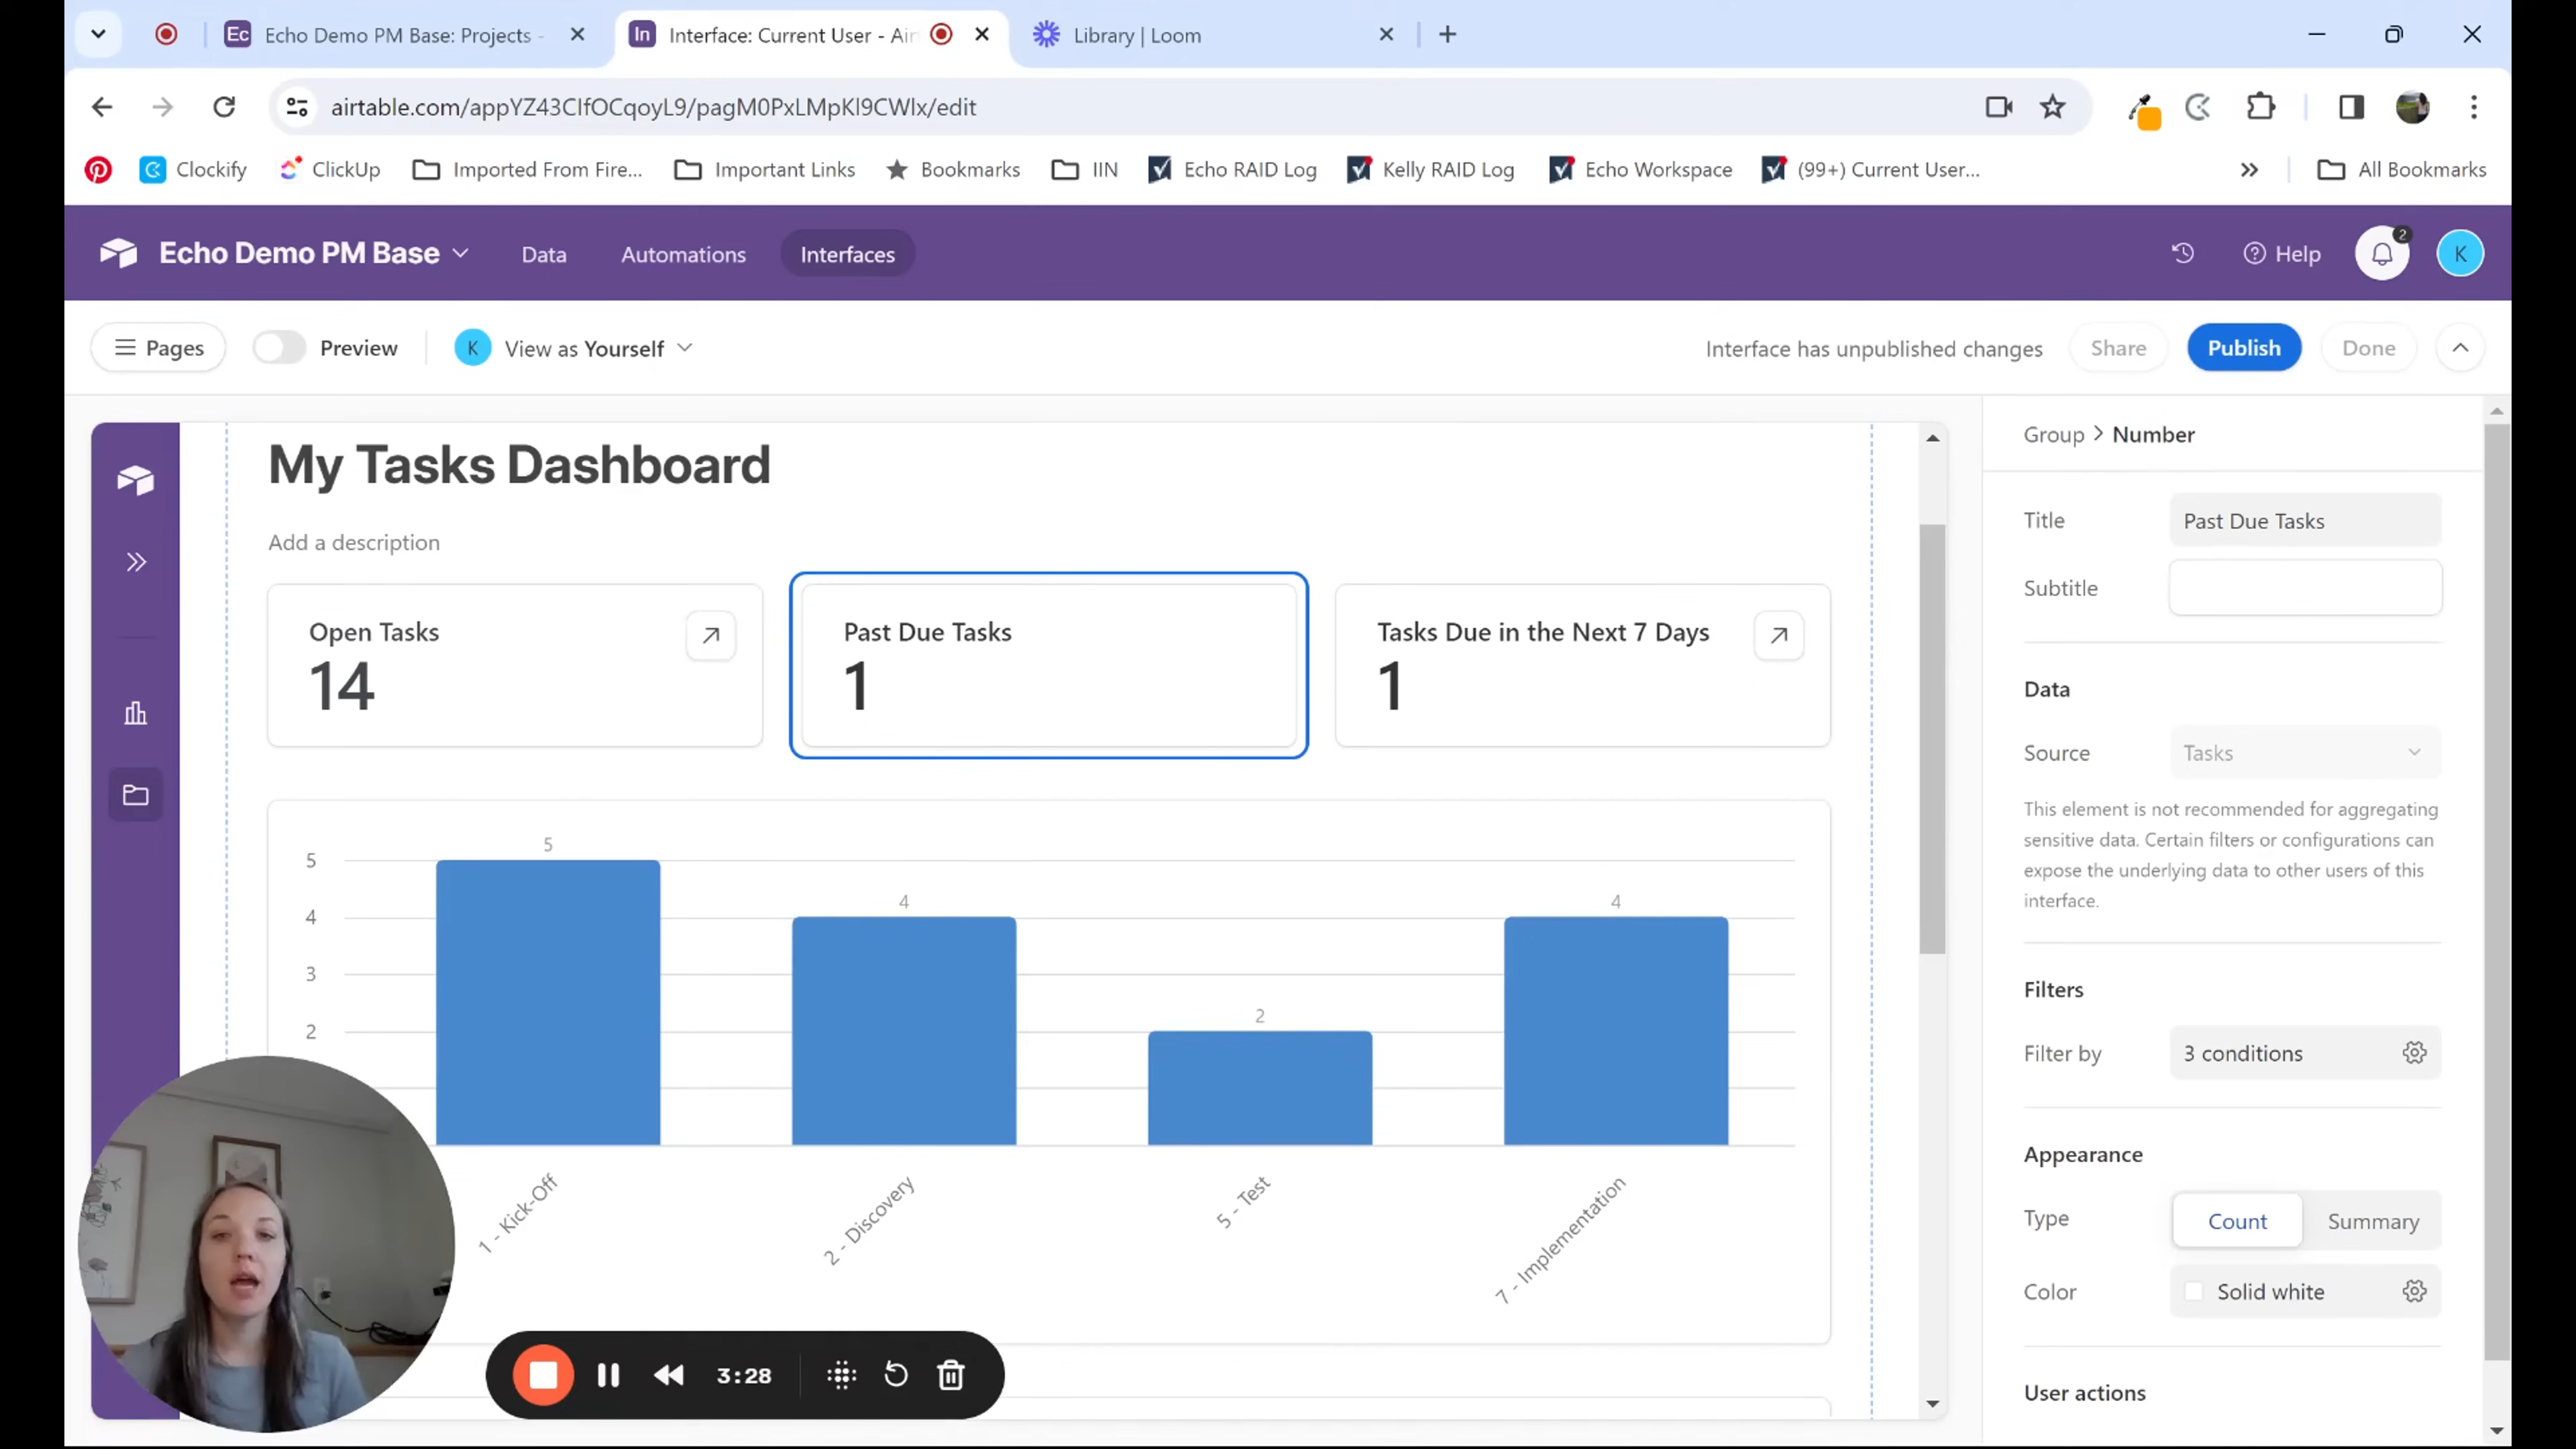 Ec Echo Demo PM Base: Projects -
In Interface: Current User - Air
Library | Loom
airtable.com/appYZ43ClfOCqoyL9/pagM0PxLMpKl9CWlx/edit
Clockify
ClickUp
Imported From Fire...
Important Links
Bookmarks
IIN
Echo RAID Log
Kelly RAID Log
Echo Workspace
(99+) Current User...
All Bookmarks
Echo Demo PM Base
Data
Automations
Interfaces
Help
2
K
Pages
Preview
K
View as Yourself
Interface has unpublished changes
Share
Publish
Done
My Tasks Dashboard
Add a description
Open Tasks
14
Past Due Tasks
1
Tasks Due in the Next 7 Days
1
5
4
3
2
5
4
2
4
1 - Kick-Off
2 - Discovery
5 - Test
7 - Implementation
3:28
Group > Number
Title
Past Due Tasks
Subtitle
Data
Source
Tasks
This element is not recommended for aggregating
sensitive data. Certain filters or configurations can
expose the underlying data to other users of this
interface.
Filters
Filter by
3 conditions
Appearance
Type
Count
Summary
Color
Solid white
User actions